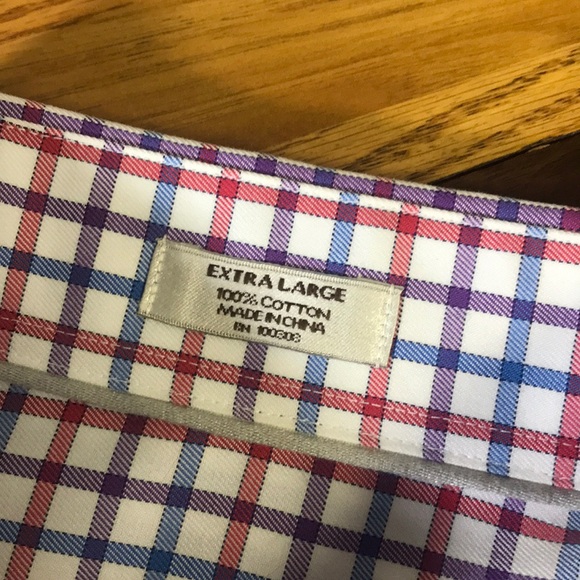 EXTRA LARGE
100% COTTON
MADE IN CHINA
RN 100303